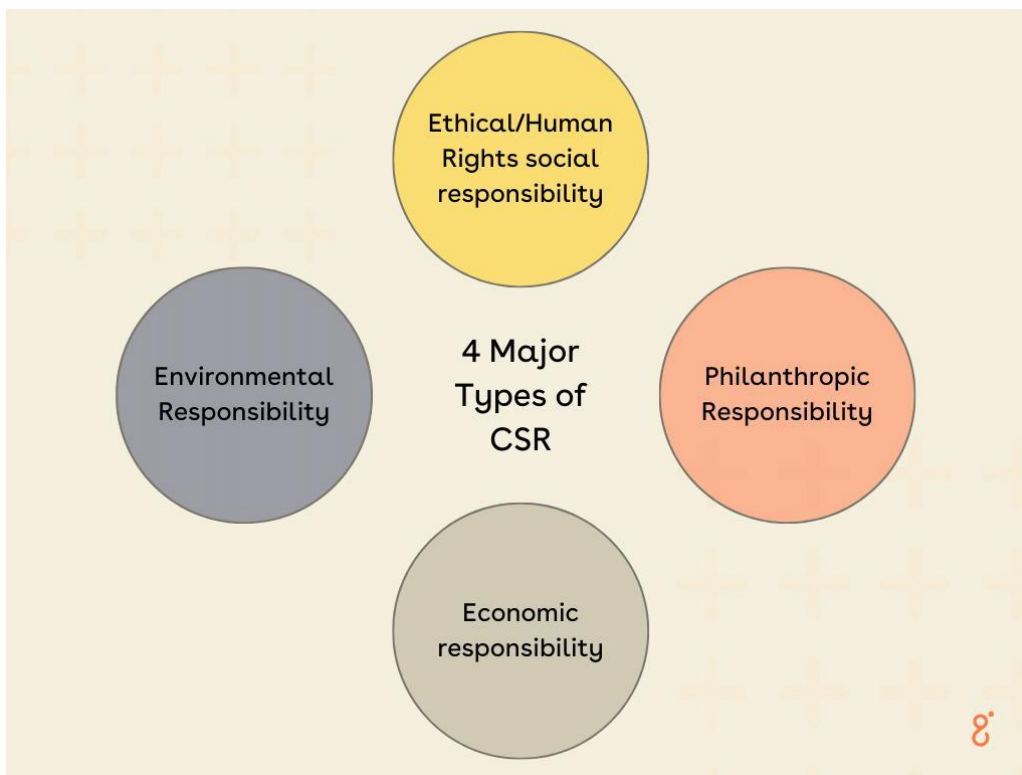 Ethical/Human
Rights social
responsibility
Environmental
Responsibility
4 Major
Types of
CSR
Philanthropic
Responsibility
Economic
responsibility